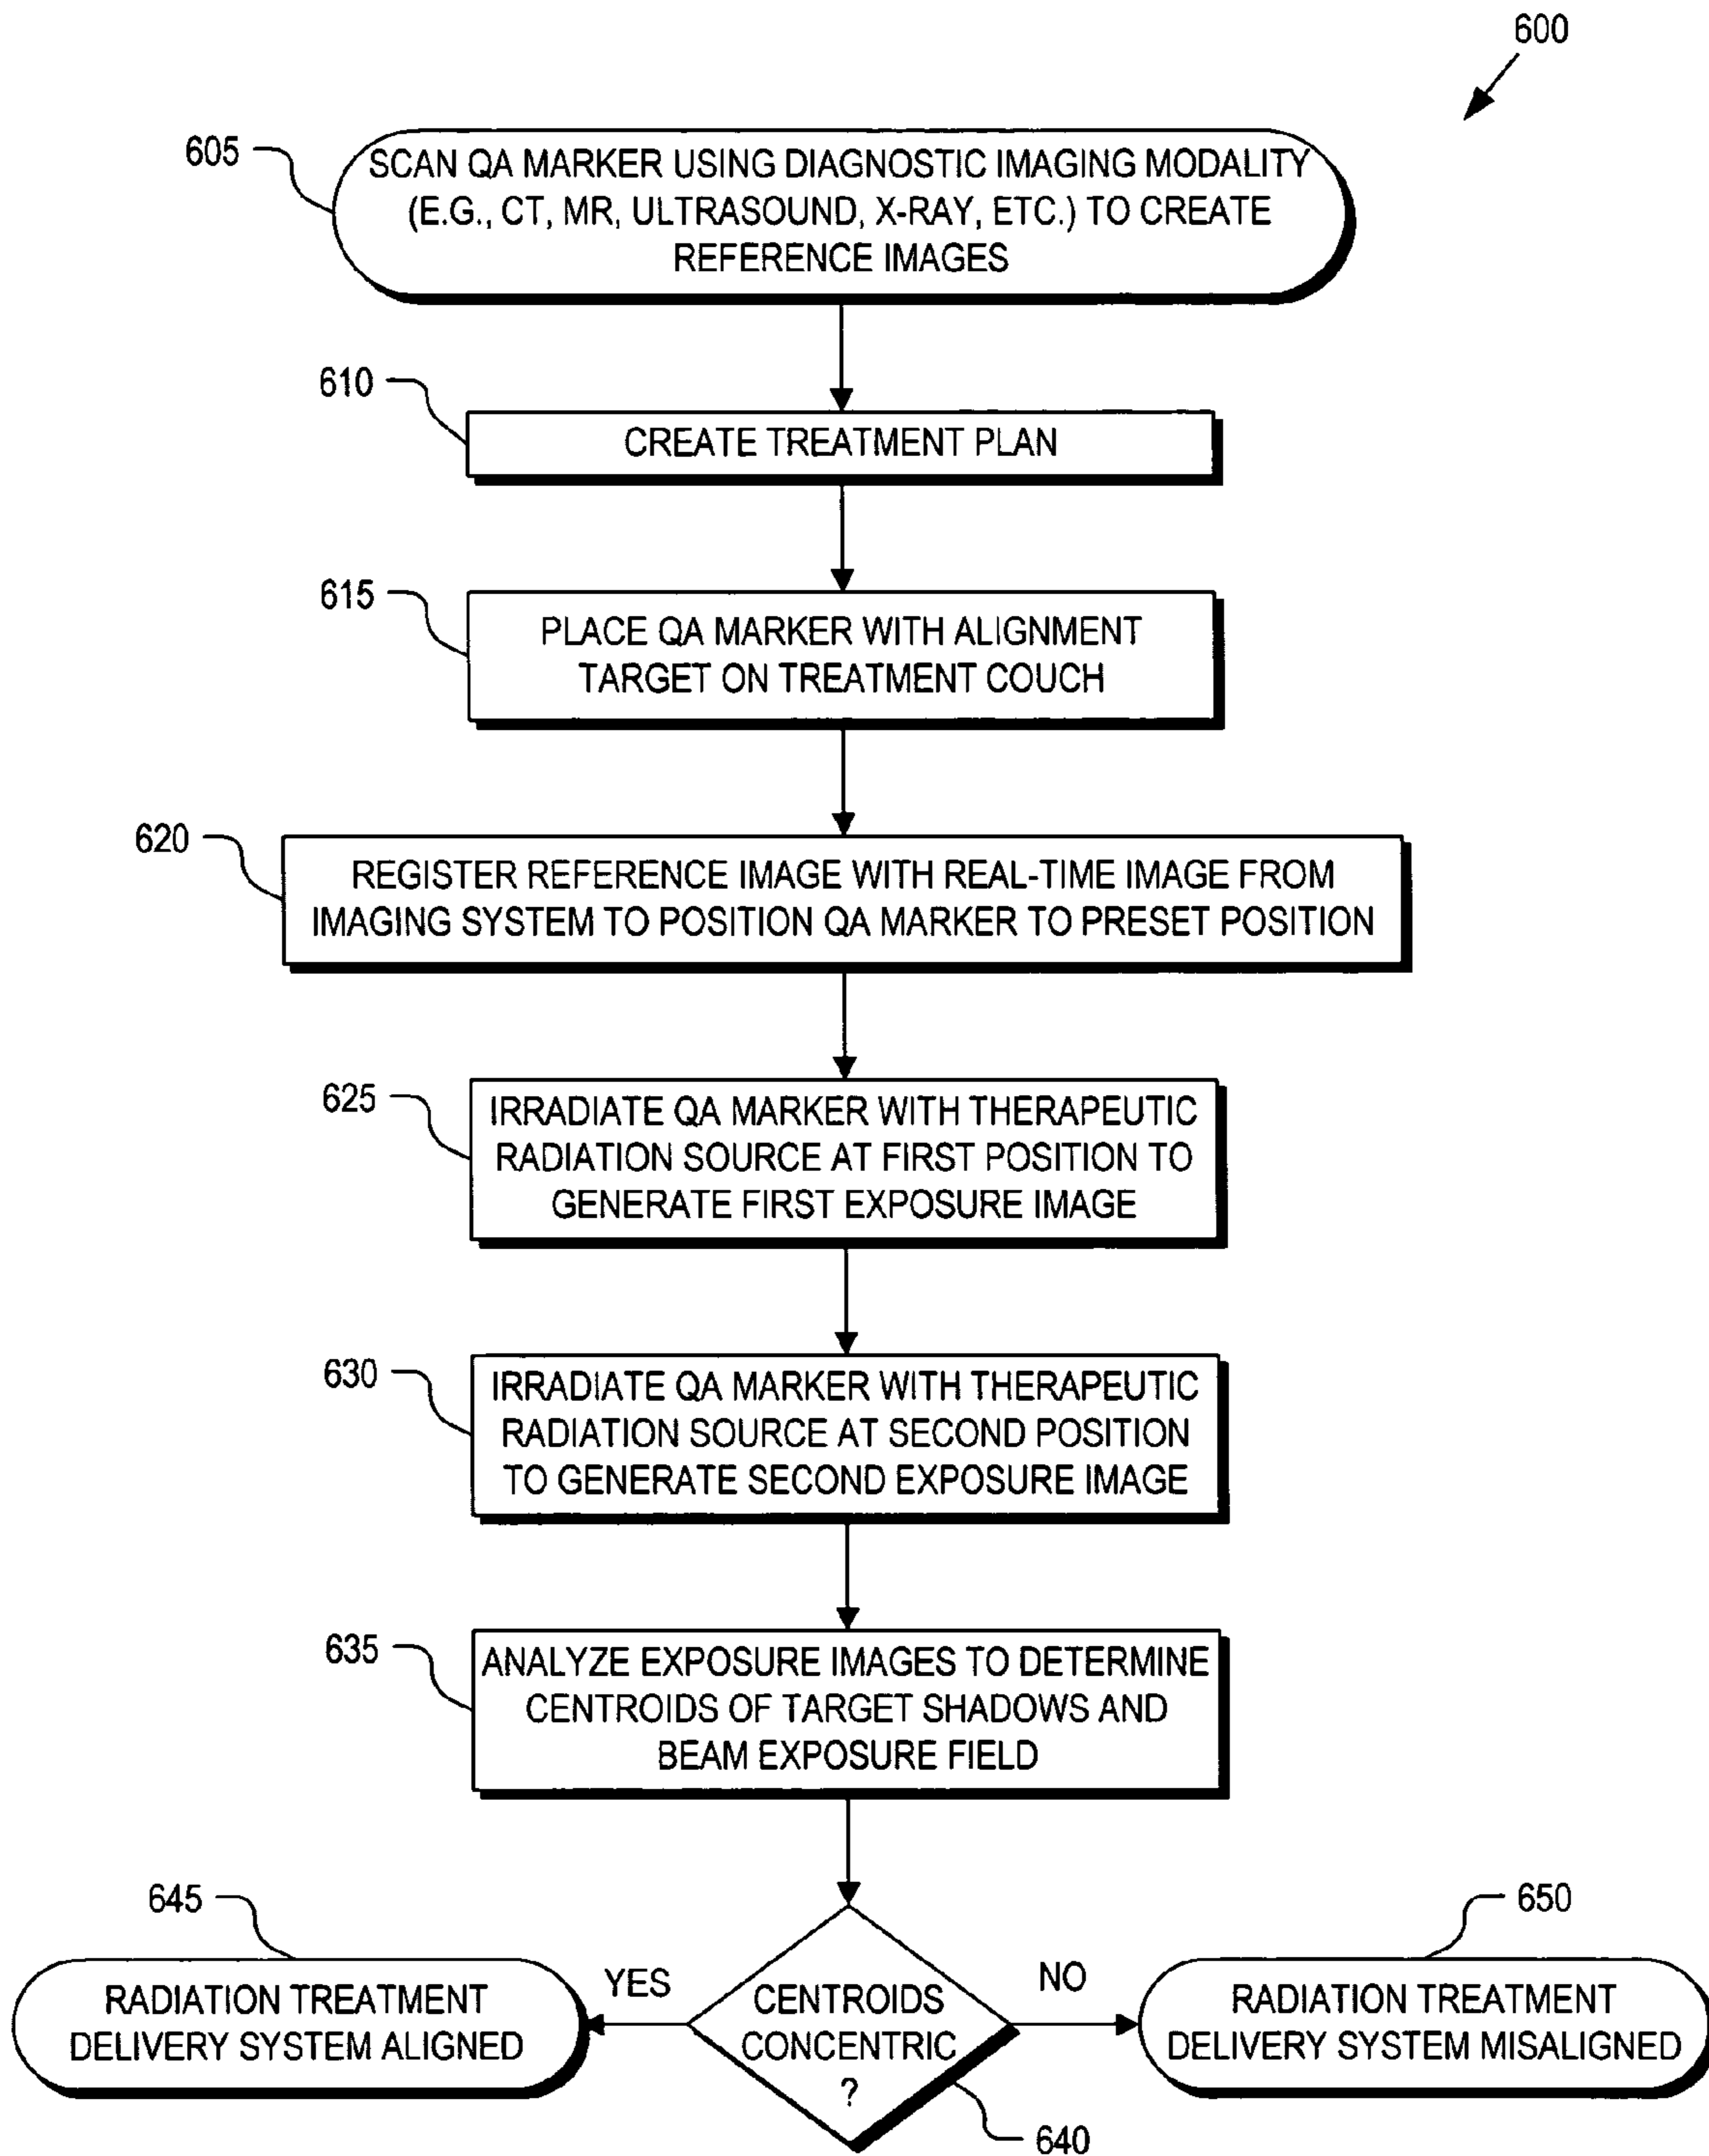 600
605
SCAN QA MARKER USING DIAGNOSTIC IMAGING MODALITY
(E.G., CT, MR, ULTRASOUND, X-RAY, ETC.) TO CREATE
REFERENCE IMAGES
610
CREATE TREATMENT PLAN
615
PLACE QA MARKER WITH ALIGNMENT
TARGET ON TREATMENT COUCH
620
REGISTER REFERENCE IMAGE WITH REAL-TIME IMAGE FROM
IMAGING SYSTEM TO POSITION QA MARKER TO PRESET POSITION
625
IRRADIATE QA MARKER WITH THERAPEUTIC
RADIATION SOURCE AT FIRST POSITION TO
GENERATE FIRST EXPOSURE IMAGE
630
IRRADIATE QA MARKER WITH THERAPEUTIC
RADIATION SOURCE AT SECOND POSITION
TO GENERATE SECOND EXPOSURE IMAGE
635
ANALYZE EXPOSURE IMAGES TO DETERMINE
CENTROIDS OF TARGET SHADOWS AND
BEAM EXPOSURE FIELD
645
RADIATION TREATMENT
DELIVERY SYSTEM ALIGNED
YES
CENTROIDS
CONCENTRIC
?
640
NO
650
RADIATION TREATMENT
DELIVERY SYSTEM MISALIGNED